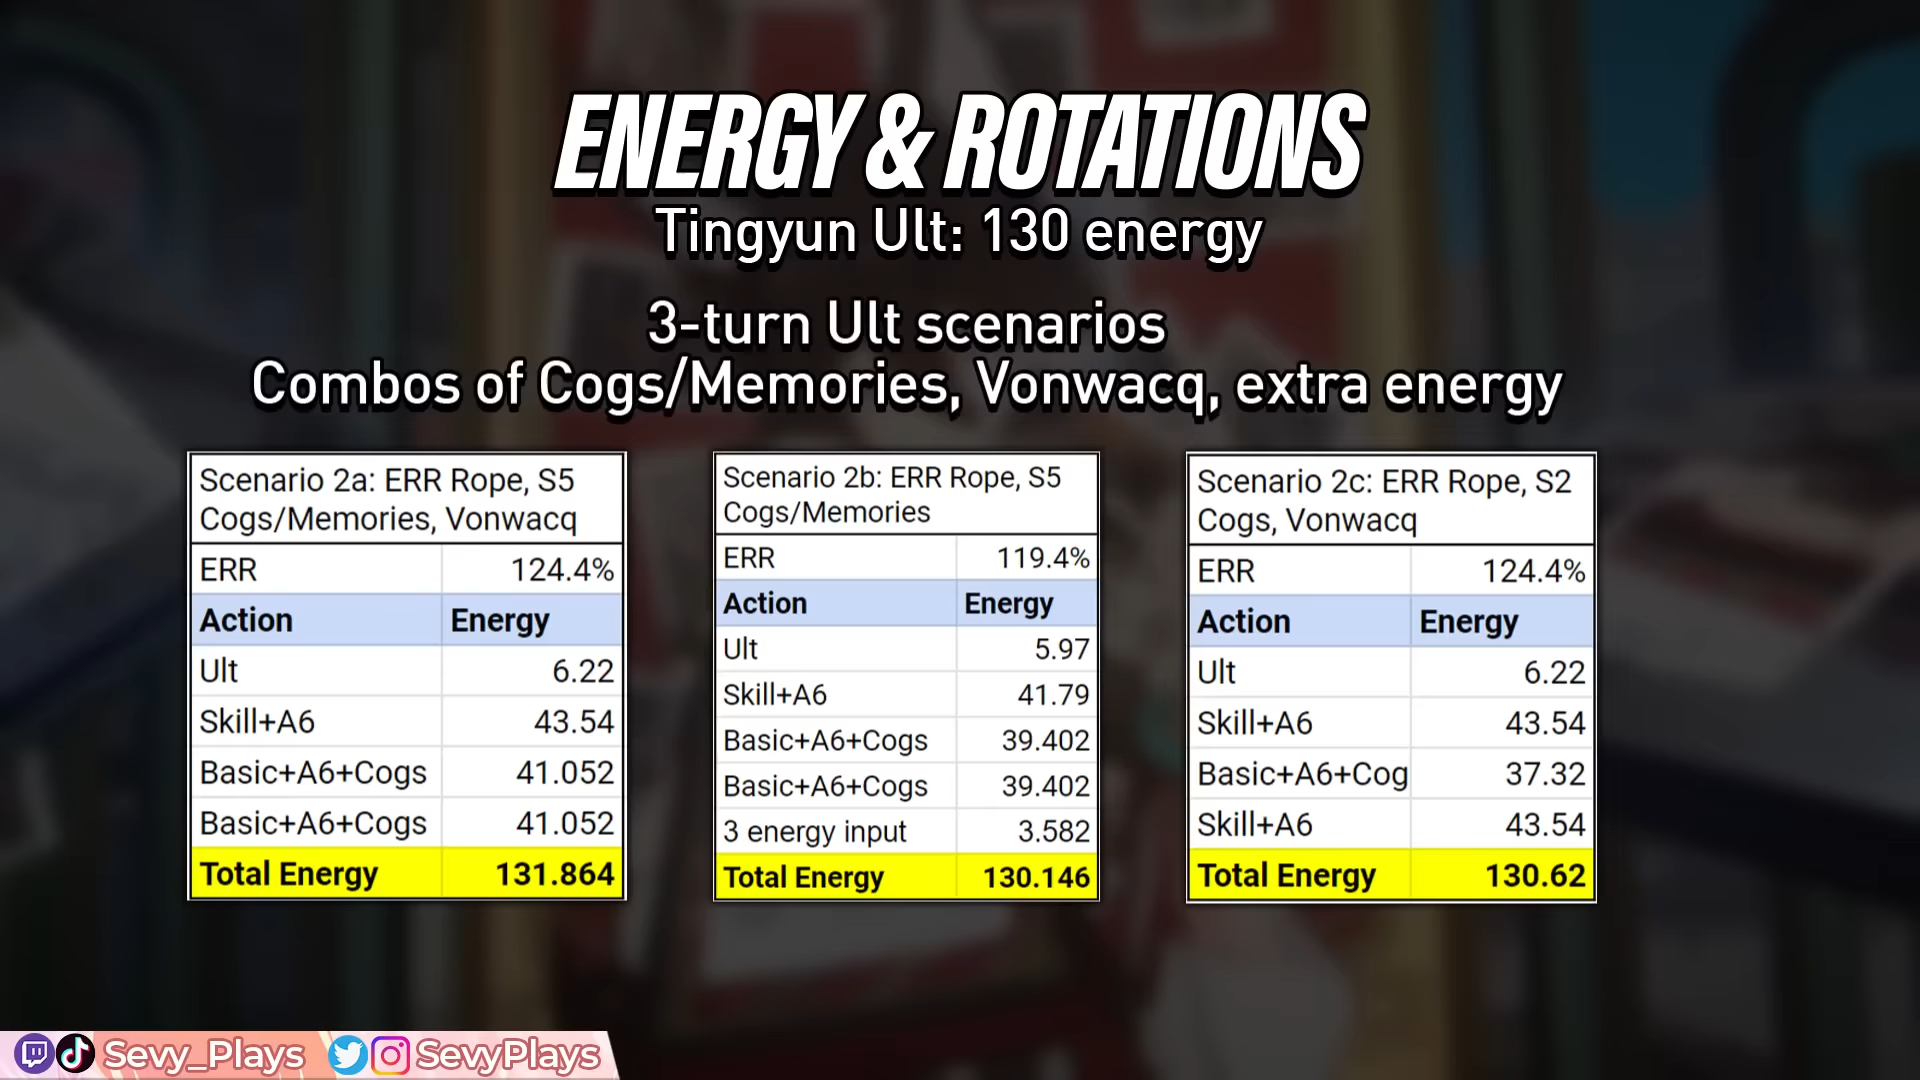 ENERGY & ROTATIONS
Tingyun Ult: 130 energy
3-turn Ult scenarios
Combos of Cogs/Memories, Vonwacq, extra energy
Scenario 2a: ERR Rope, S5
Cogs/Memories, Vonwacq
ERR 124.4%
Action Energy
Ult 6.22
Skill+A6 43.54
Basic+A6+Cogs 41.052
Basic+A6+Cogs 41.052
Total Energy 131.864
Scenario 2b: ERR Rope, S5
Cogs/Memories
ERR 119.4%
Action Energy
Ult 5.97
Skill+A6 41.79
Basic+A6+Cogs 39.402
Basic+A6+Cogs 39.402
3 energy input 3.582
Total Energy 130.146
Scenario 2c: ERR Rope, S2
Cogs, Vonwacq
ERR 124.4%
Action Energy
Ult 6.22
Skill+A6 43.54
Basic+A6+Cog 37.32
Skill+A6 43.54
Total Energy 130.62
Sevy_Plays SevyPlays